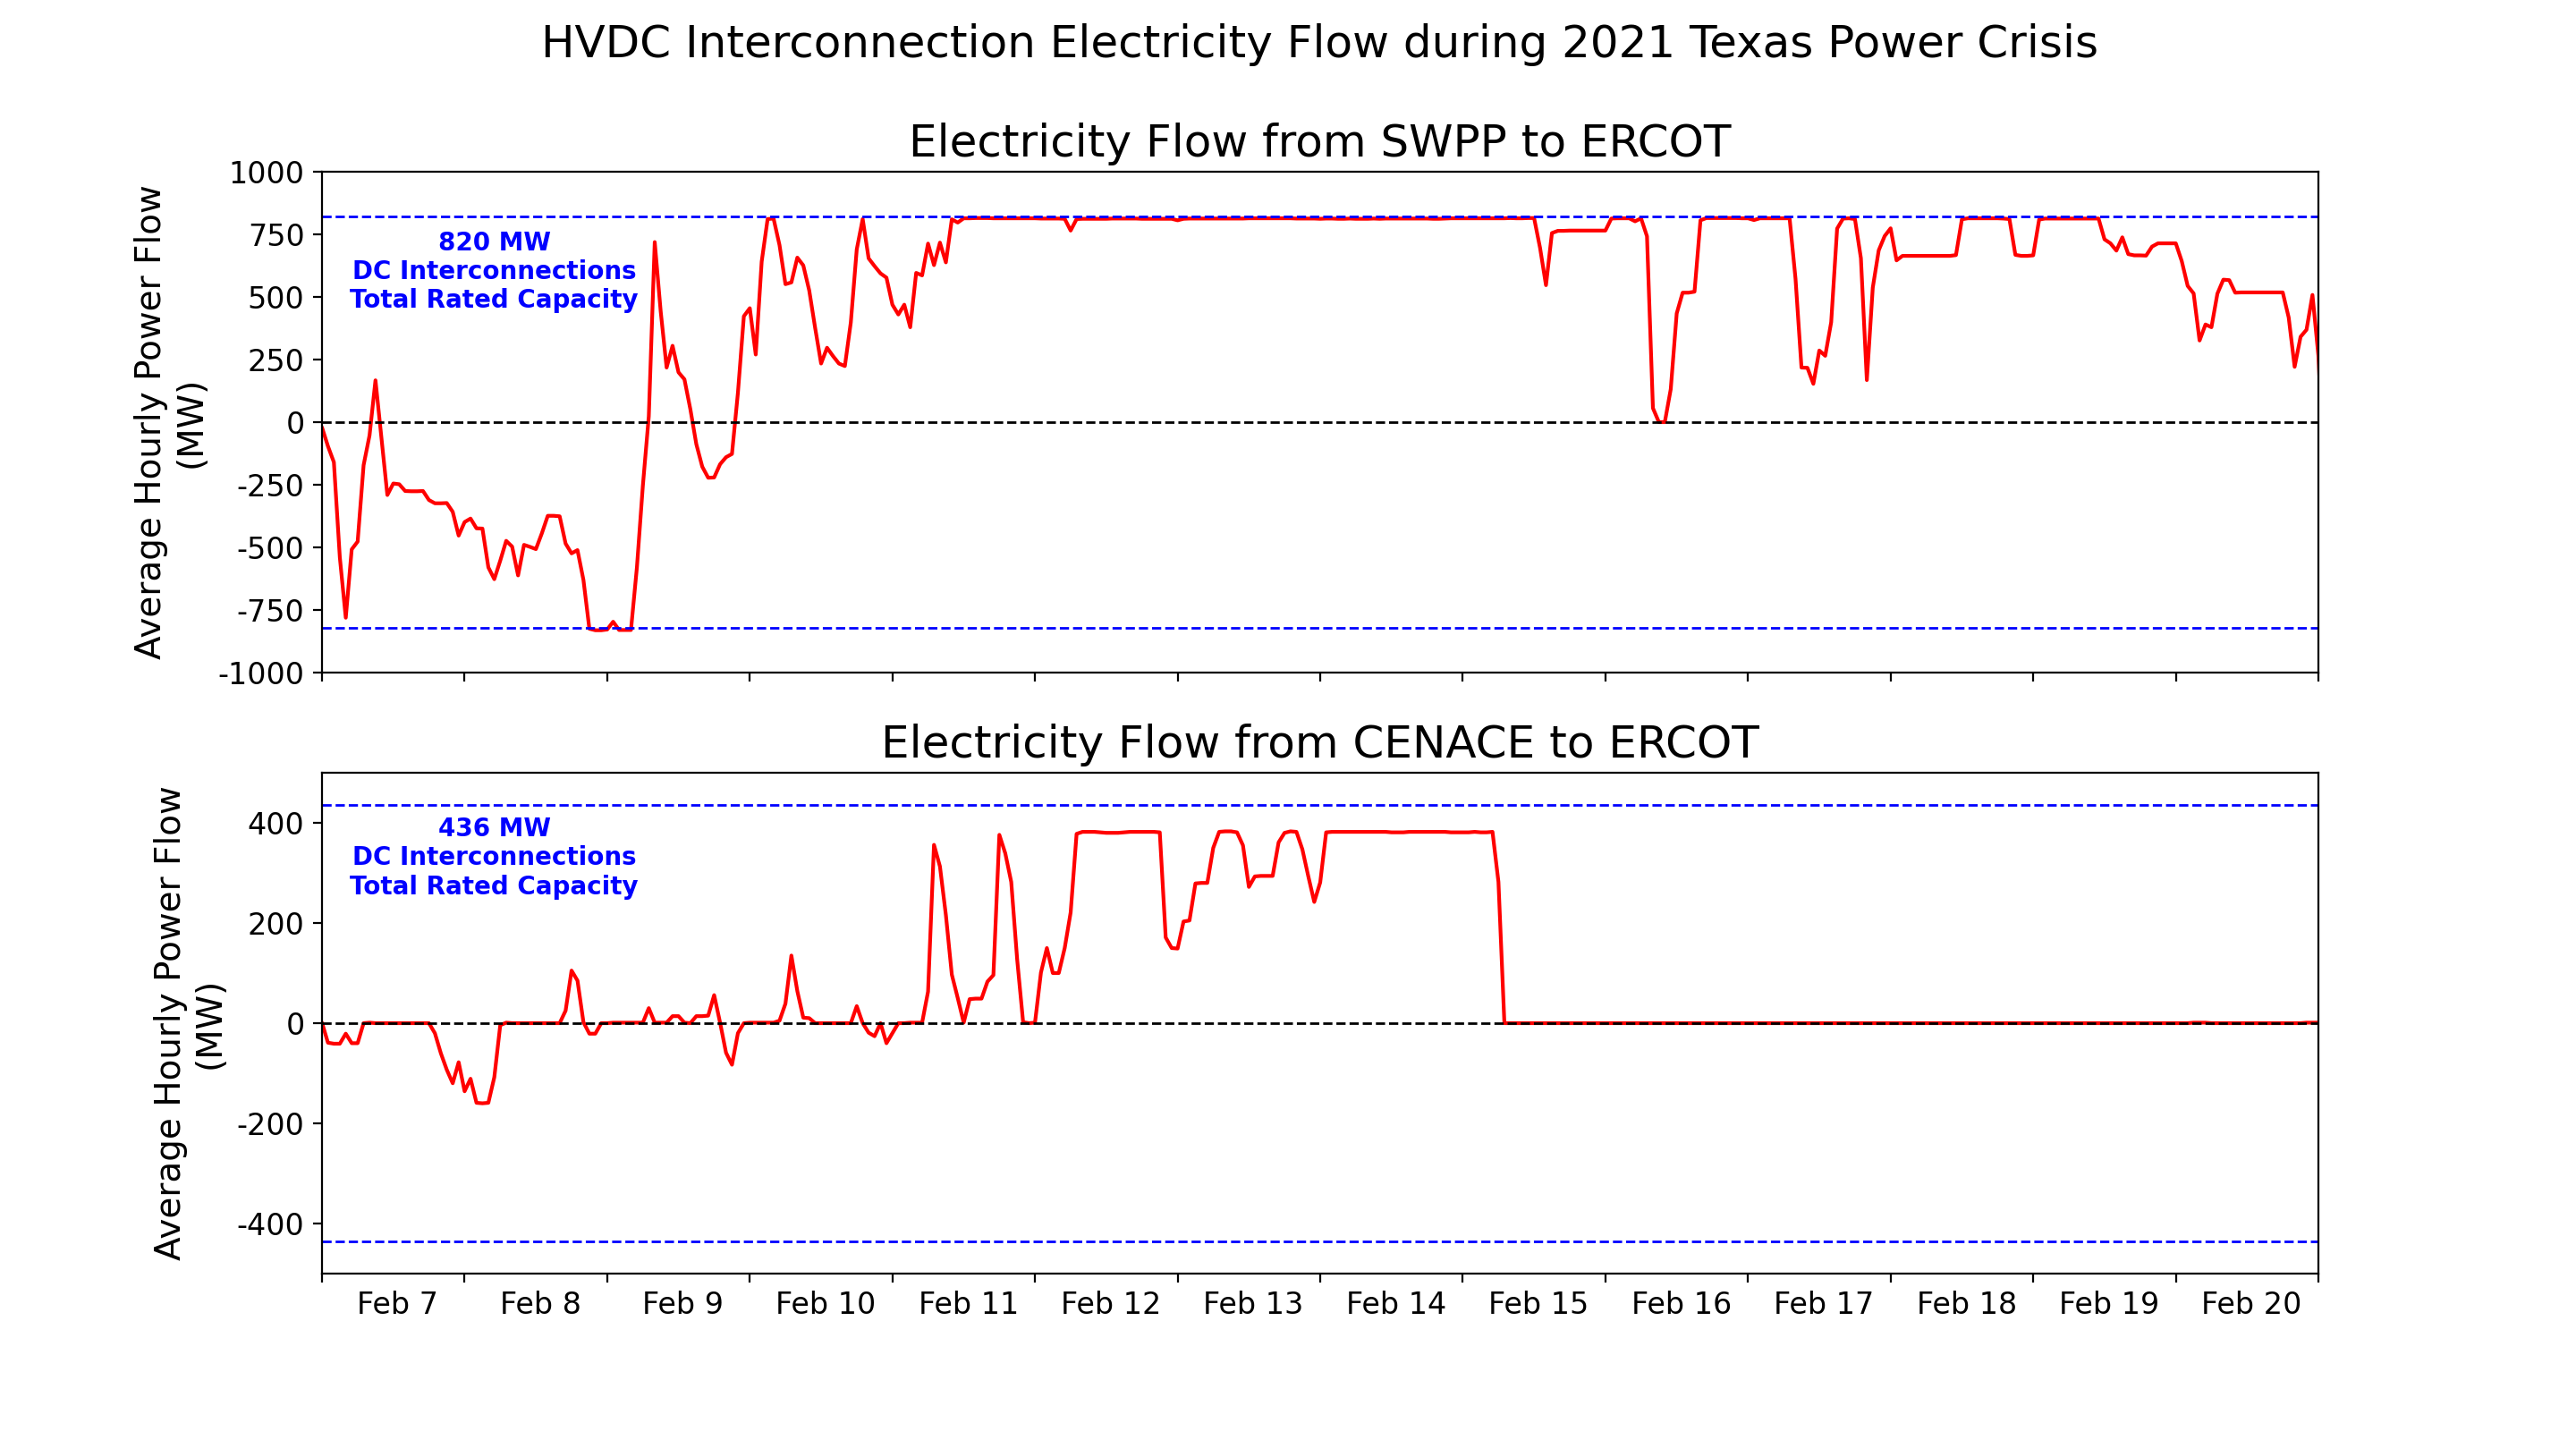 HVDC Interconnection Electricity Flow during 2021 Texas Power Crisis
Electricity Flow from SWPP to ERCOT
Average Hourly Power Flow
(MW)
1000
750
500
250
0
-250
-500
-750
-1000
820 MW
DC Interconnections
Total Rated Capacity
Electricity Flow from CENACE to ERCOT
Average Hourly Power Flow
(MW)
400
200
0
-200
-400
436 MW
DC Interconnections
Total Rated Capacity
Feb 7 Feb 8 Feb 9 Feb 10 Feb 11 Feb 12 Feb 13 Feb 14 Feb 15 Feb 16 Feb 17 Feb 18 Feb 19 Feb 20